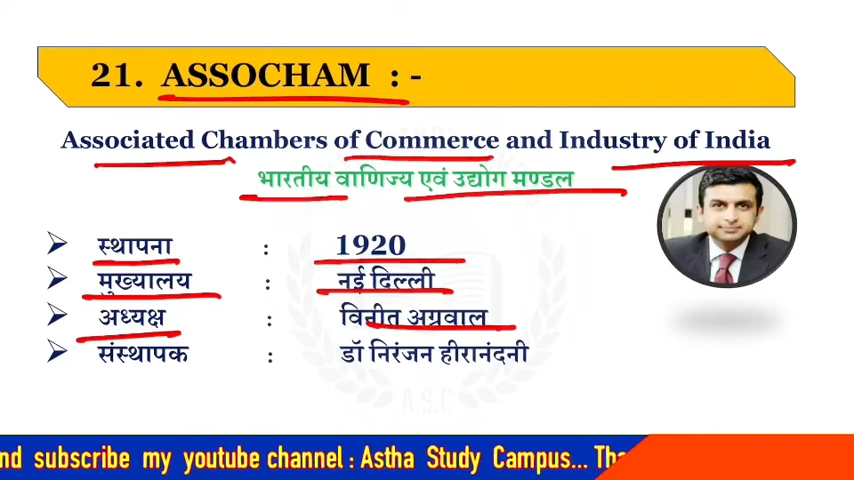 21. ASSOCHAM : -
Associated Chambers of Commerce and Industry of India
भारतीय वाणिज्य एवं उद्योग मण्डल
➤ स्थापना : 1920
➤ मुख्यालय : नई दिल्ली
➤ अध्यक्ष : विनीत अग्रवाल
➤ संस्थापक : डॉ निरंजन हीरानंदनी
A.S.C
nd subscribe my youtube channel : Astha Study Campus... Tha